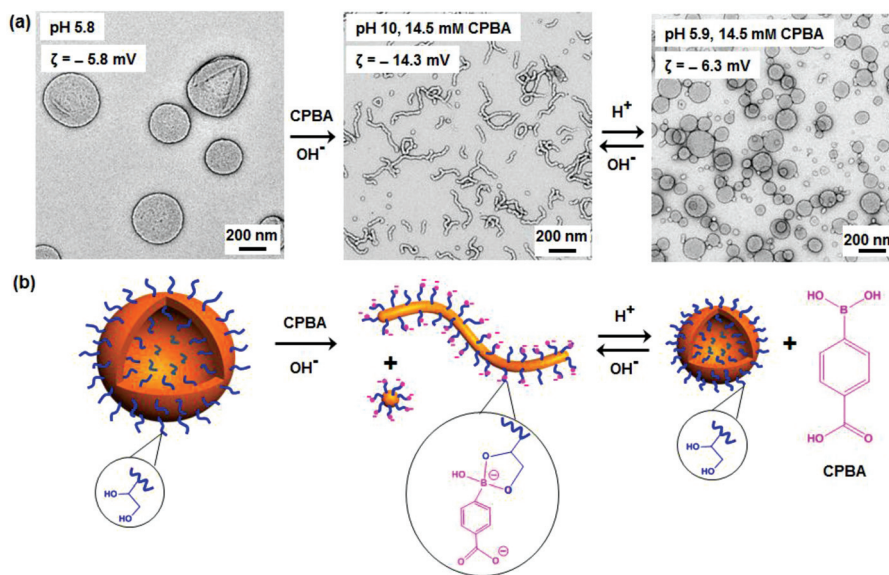 (a)
pH 5.8
ζ = – 5.8 mV
200 nm
CPBA
OH-
pH 10, 14.5 mM CPBA
ζ = – 14.3 mV
200 nm
H+
OH-
pH 5.9, 14.5 mM CPBA
ζ = – 6.3 mV
200 nm
(b)
CPBA
OH-
+
H+
OH-
+
HO
OH
B
HO
O
CPBA
HO
HO
O
HO
B
⊖
O
O
O
⊖
HO
HO